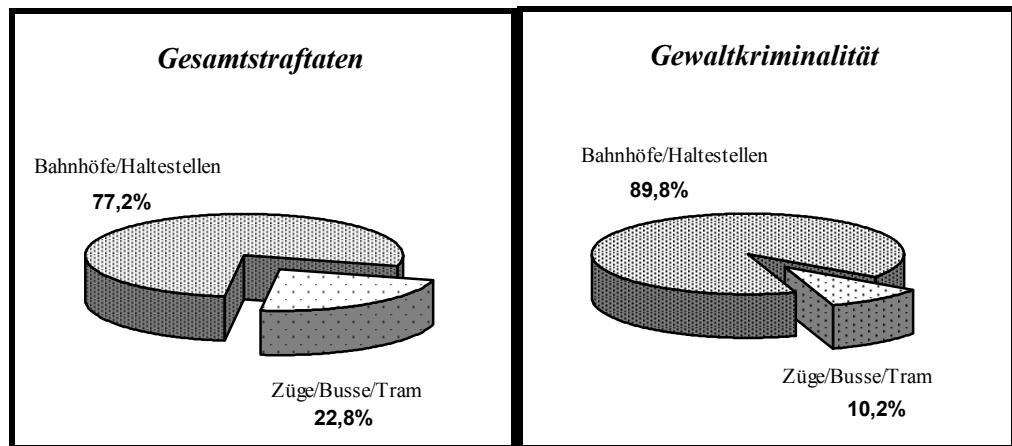 Gesamtstraftaten
Bahnhöfe/Haltestellen
77,2%
Züge/Busse/Tram
22,8%
Gewaltkriminalität
Bahnhöfe/Haltestellen
89,8%
Züge/Busse/Tram
10,2%